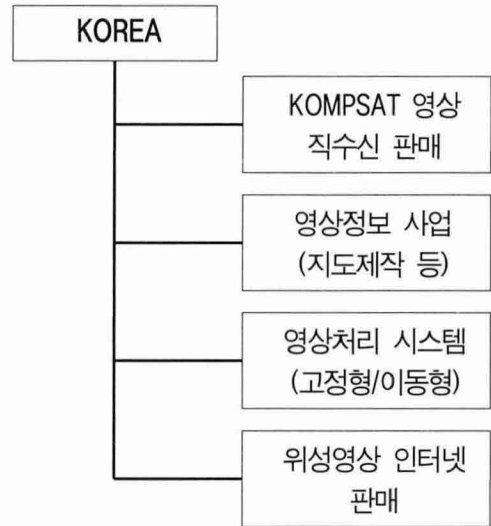 KOREA
KOMPSAT 영상
직수신 판매
영상정보 사업
(지도제작 등)
영상처리 시스템
(고정형/이동형)
위성영상 인터넷
판매